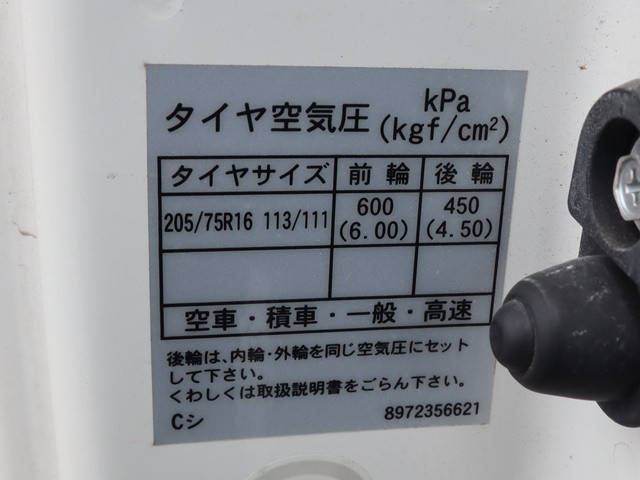 タイヤ空気圧 kPa
(kgf/cm²)
タイヤサイズ 前輪 後輪
205/75R16 113/111 600 450
(6.00) (4.50)
空車・積車・一般・高速
後輪は、内輪・外輪を同じ空気圧にセット
して下さい。
くわしくは取扱説明書をごらん下さい。
Cシ 8972356621